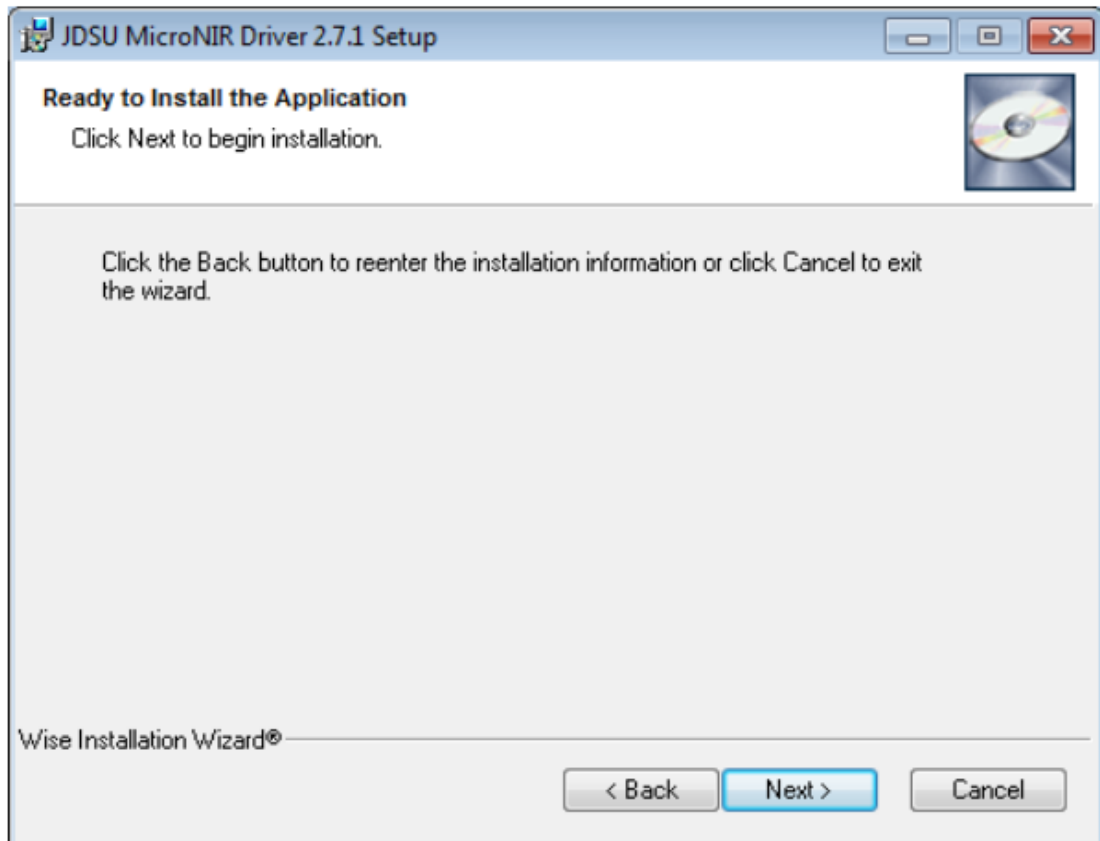 JDSU MicroNIR Driver 2.7.1 Setup
Ready to Install the Application
Click Next to begin installation.
Click the Back button to reenter the installation information or click Cancel to exit
the wizard.
Wise Installation Wizard®
< Back
Next >
Cancel